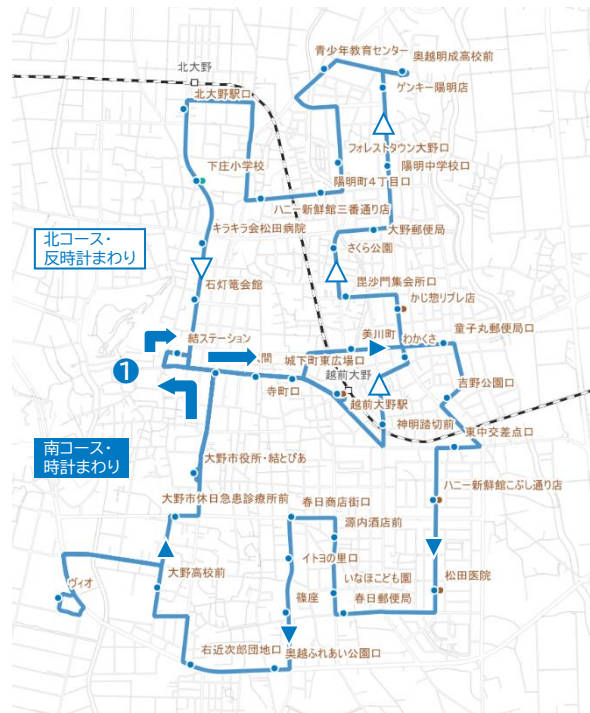 青少年教育センター
奥越明成高校前
北大野
ゲンキー陽明店
北大野駅口
フォレストタウン大野口
下庄小学校
陽明中学校口
陽明町4丁目口
ハニー新鮮館三番通り店
キラキラ会松田病院
大野郵便局
北コース・
反時計まわり
さくら公園
石灯篭会館
毘沙門集会所口
かじ惣リブレ店
結ステーション
美川町
わかくさ
童子丸郵便局口
間
城下町東広場口
1
越前大野
吉野公園口
寺町口
越前大野駅
神明踏切前
東中交差点口
南コース・
時計まわり
大野市役所・結とぴあ
ハニー新鮮館こぶし通り店
大野市休日急患診療所前
春日商店街口
源内酒店前
イトヨの里口
大野高校前
いなほこども園
松田医院
ヴィオ
篠座
春日郵便局
右近次郎団地口
奥越ふれあい公園口